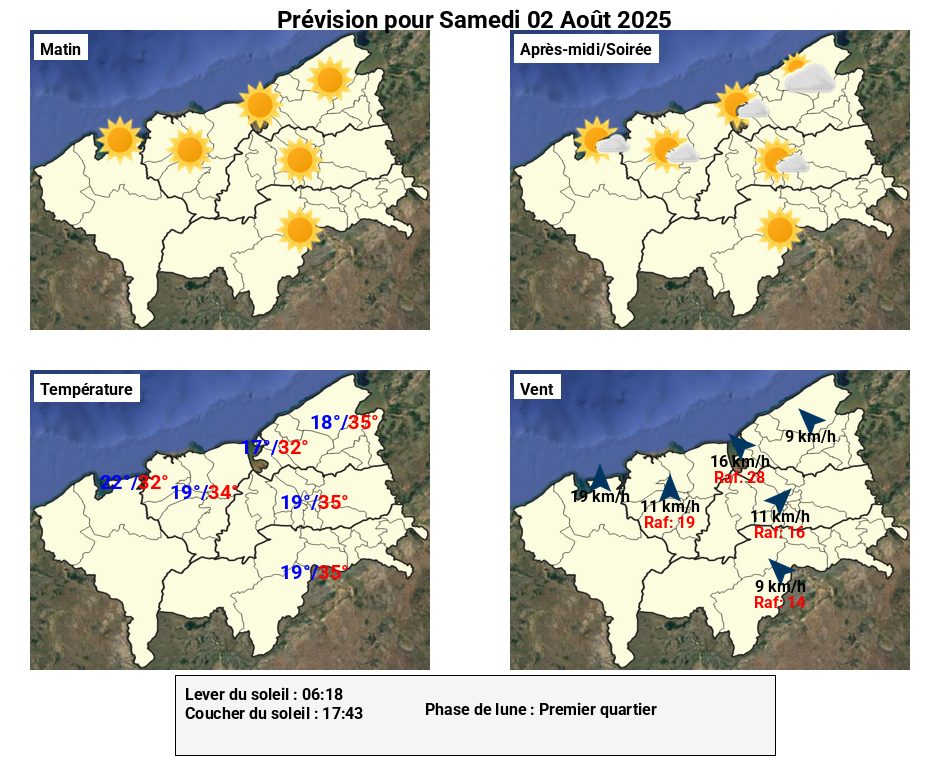 Prévision pour Samedi 02 Août 2025
Matin
Après-midi/Soirée
Température
18°/35°
17°/32°
22°/32°
19°/34°
19°/35°
19°/35°
Vent
9 km/h
16 km/h
Raf: 28
19 km/h
11 km/h
Raf: 19
11 km/h
Raf: 16
9 km/h
Raf: 14
Lever du soleil : 06:18
Coucher du soleil : 17:43
Phase de lune : Premier quartier